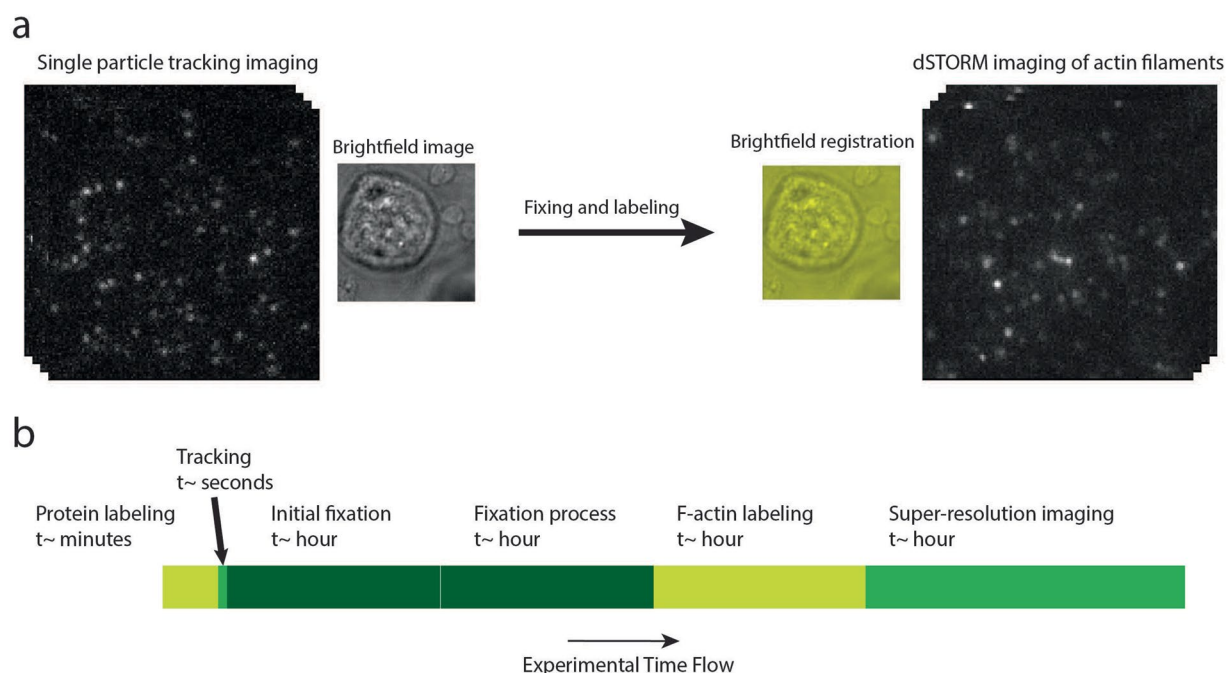 a
Single particle tracking imaging
dSTORM imaging of actin filaments
Brightfield image
Brightfield registration
Fixing and labeling
b
Tracking
t~ seconds
Protein labeling
t~ minutes
Initial fixation
t~ hour
Fixation process
t~ hour
F-actin labeling
t~ hour
Super-resolution imaging
t~ hour
Experimental Time Flow